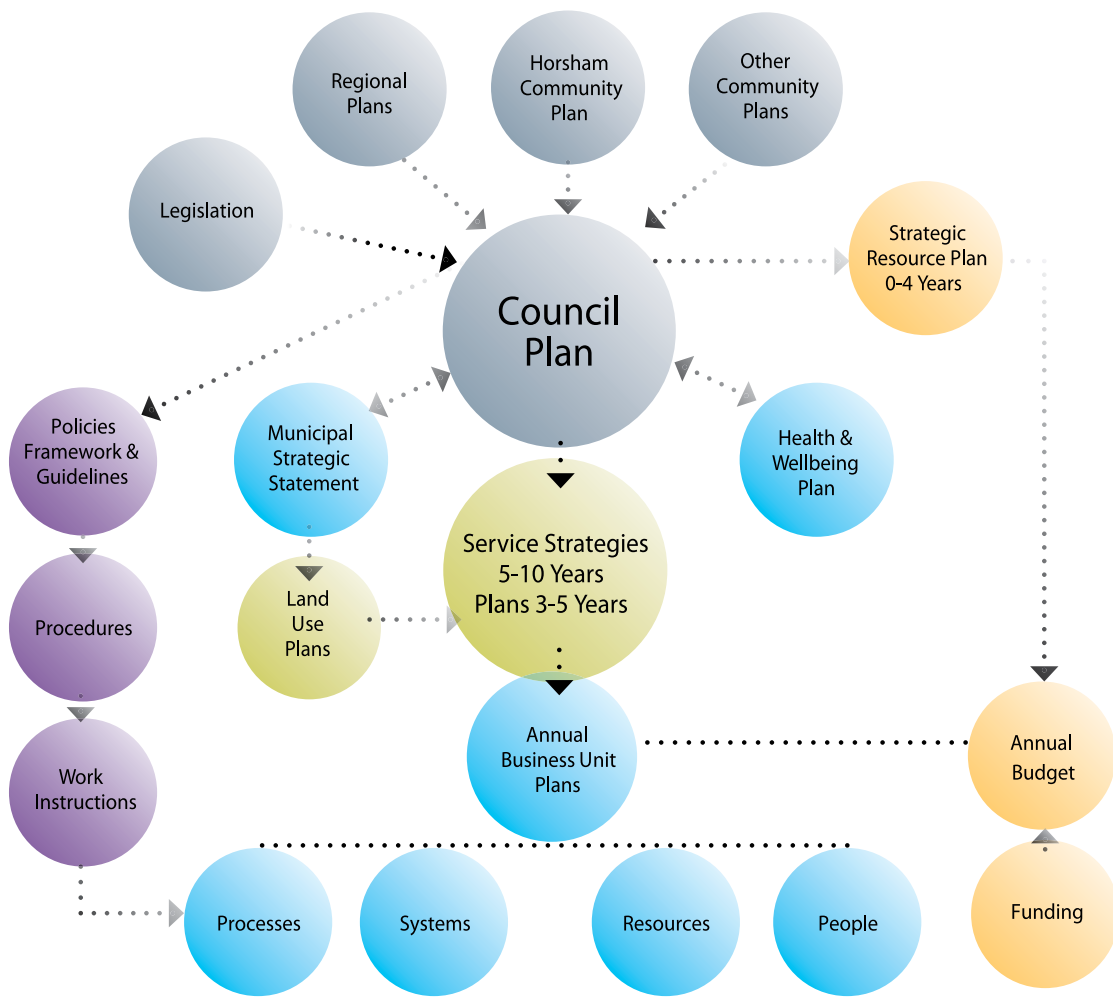 Regional
Plans
Horsham
Community
Plan
Other
Community
Plans
Legislation
Strategic
Resource Plan
0-4 Years
Council
Plan
Policies
Framework &
Guidelines
Municipal
Strategic
Statement
Health &
Wellbeing
Plan
Service Strategies
5-10 Years
Plans 3-5 Years
Land
Use
Plans
Procedures
Annual
Business Unit
Plans
Annual
Budget
Work
Instructions
Processes
Systems
Resources
People
Funding